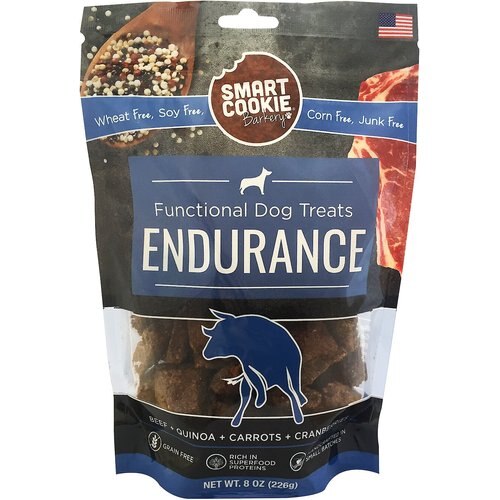 SMART
COOKIE
Barkery
Wheat Free, Soy Free,
Corn Free, Junk Free
Functional Dog Treats
ENDURANCE
BEEF + QUINOA + CARROTS + CRANBERRIES
GRAIN FREE
RICH IN
SUPERFOOD
PROTEINS
IN
SMALL BATCHES
NET. WT. 8 OZ (226g)